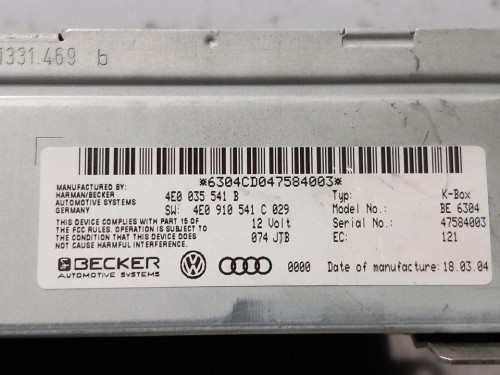 1331.469 b
*6304CD047584003*
MANUFACTURED BY:
HARMAN/BECKER
AUTOMOTIVE SYSTEMS
GERMANY
4E0 035 541 B
SW: 4E0 910 541 C 029
Typ: K-Box
Model No.: BE 6304
THIS DEVICE COMPLIES WITH PART 15 OF
THE FCC RULES. OPERATION IS SUBJECT TO
THE CONDITION THAT THIS DEVICE DOES
NOT CAUSE HARMFUL INTERFERENCE.
12 Volt
074 JTB
Serial No.: 47584003
EC: 121
BECKER
AUTOMOTIVE SYSTEMS
0000
Date of manufacture: 18.03.04